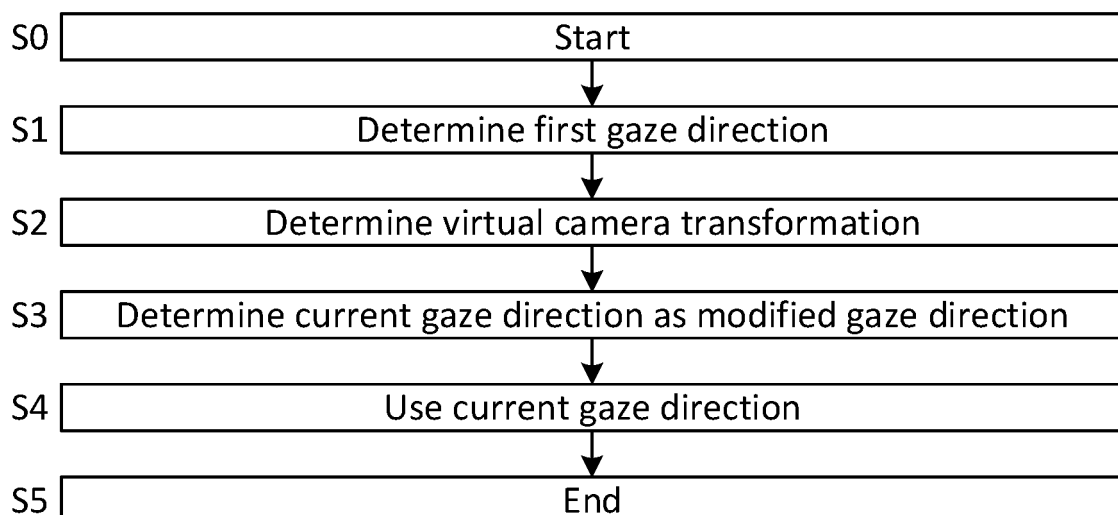 S0 Start
S1 Determine first gaze direction
S2 Determine virtual camera transformation
S3 Determine current gaze direction as modified gaze direction
S4 Use current gaze direction
S5 End